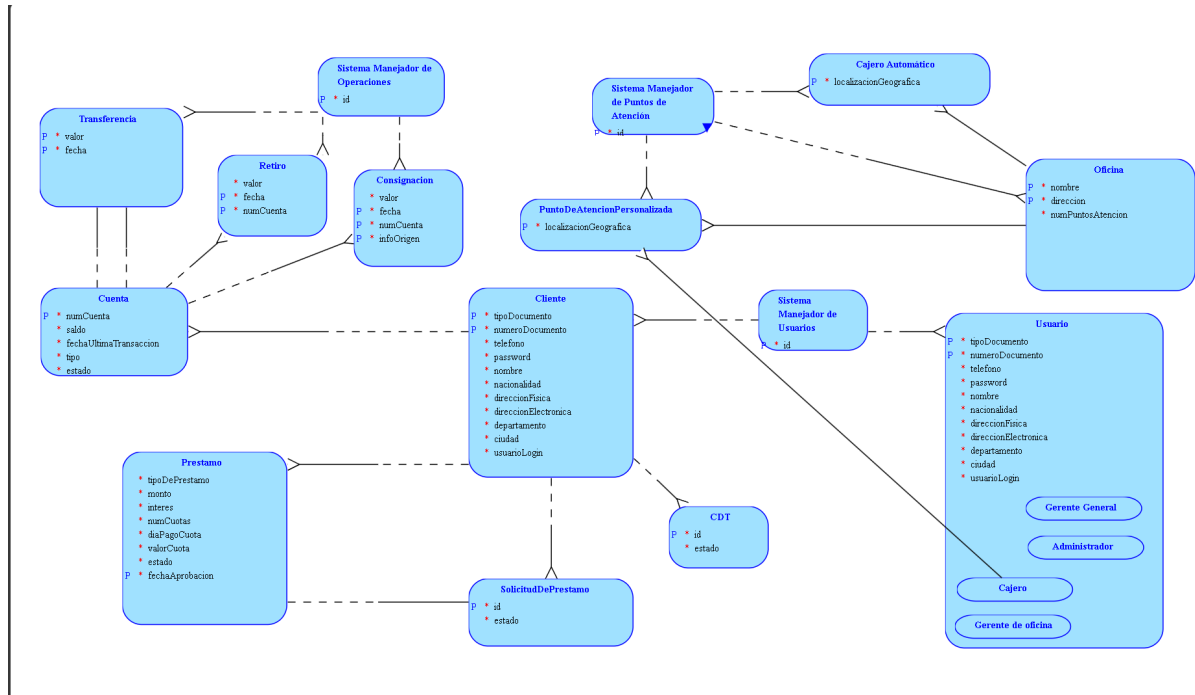 Sistema Manejador de
Operaciones
P * id
Transferencia
P * valor
P * fecha
Retiro
* valor
P * fecha
P * numCuenta
Consignacion
* valor
P * fecha
P * numCuenta
P * infoOrigen
Sistema Manejador
de Puntos de
Atención
P * id
Cajero Automático
P * localizacionGeografica
Oficina
P * nombre
P * direccion
* numPuntosAtencion
PuntoDeAtencionPersonalizada
P * localizacionGeografica
Cuenta
P * numCuenta
* saldo
* fechaUltimaTransaccion
* tipo
* estado
Cliente
P * tipoDocumento
P * numeroDocumento
* telefono
* password
* nombre
* nacionalidad
* direccionFisica
* direccionElectronica
* departamento
* ciudad
* usuarioLogin
Sistema
Manejador de
Usuarios
P * id
Usuario
P * tipoDocumento
P * numeroDocumento
* telefono
* password
* nombre
* nacionalidad
* direccionFisica
* direccionElectronica
* departamento
* ciudad
* usuarioLogin
Gerente General
Administrador
Cajero
Gerente de oficina
Prestamo
* tipoDePrestamo
* monto
* interes
* numCuotas
* diaPagoCuota
* valorCuota
* estado
P * fechaAprobacion
CDT
P * id
* estado
SolicitudDePrestamo
P * id
* estado